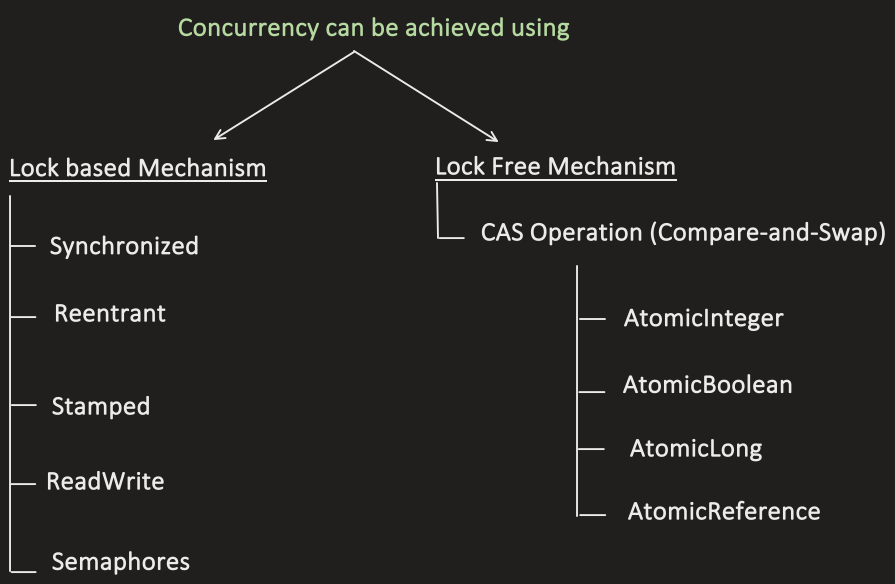 Concurrency can be achieved using
Lock based Mechanism
Synchronized
Reentrant
Stamped
ReadWrite
Semaphores
Lock Free Mechanism
CAS Operation (Compare-and-Swap)
AtomicInteger
AtomicBoolean
AtomicLong
AtomicReference